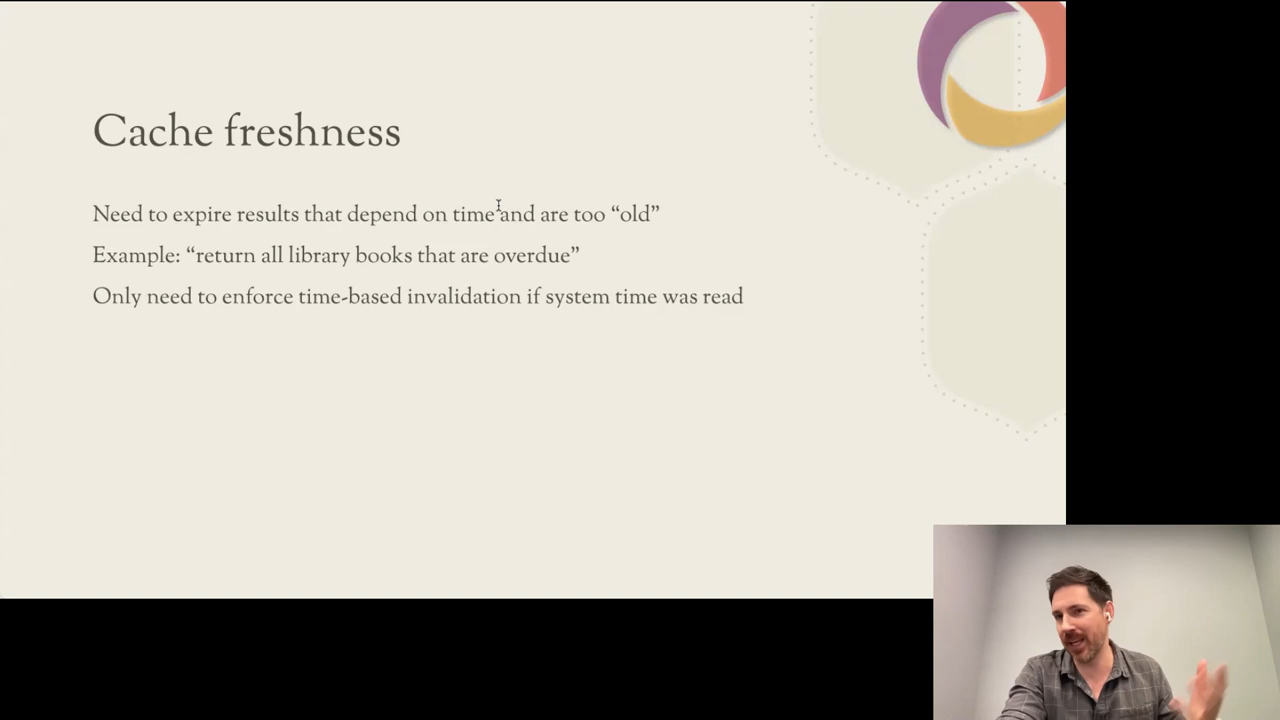 Cache freshness
Need to expire results that depend on time and are too “old”
Example: “return all library books that are overdue”
Only need to enforce time-based invalidation if system time was read